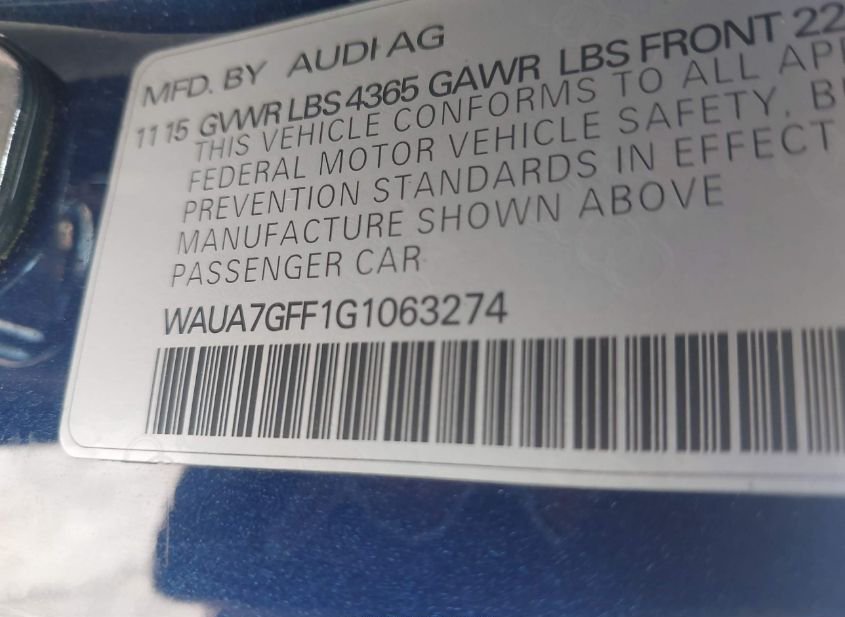 MFD. BY AUDI AG
11 15 GVWR LBS 4365 GAWR LBS FRONT 22
THIS VEHICLE CONFORMS TO ALL
FEDERAL MOTOR VEHICLE SAFETY,
PREVENTION STANDARDS IN EFFECT
MANUFACTURE SHOWN ABOVE
PASSENGER CAR
WAUA7GFF1G1063274